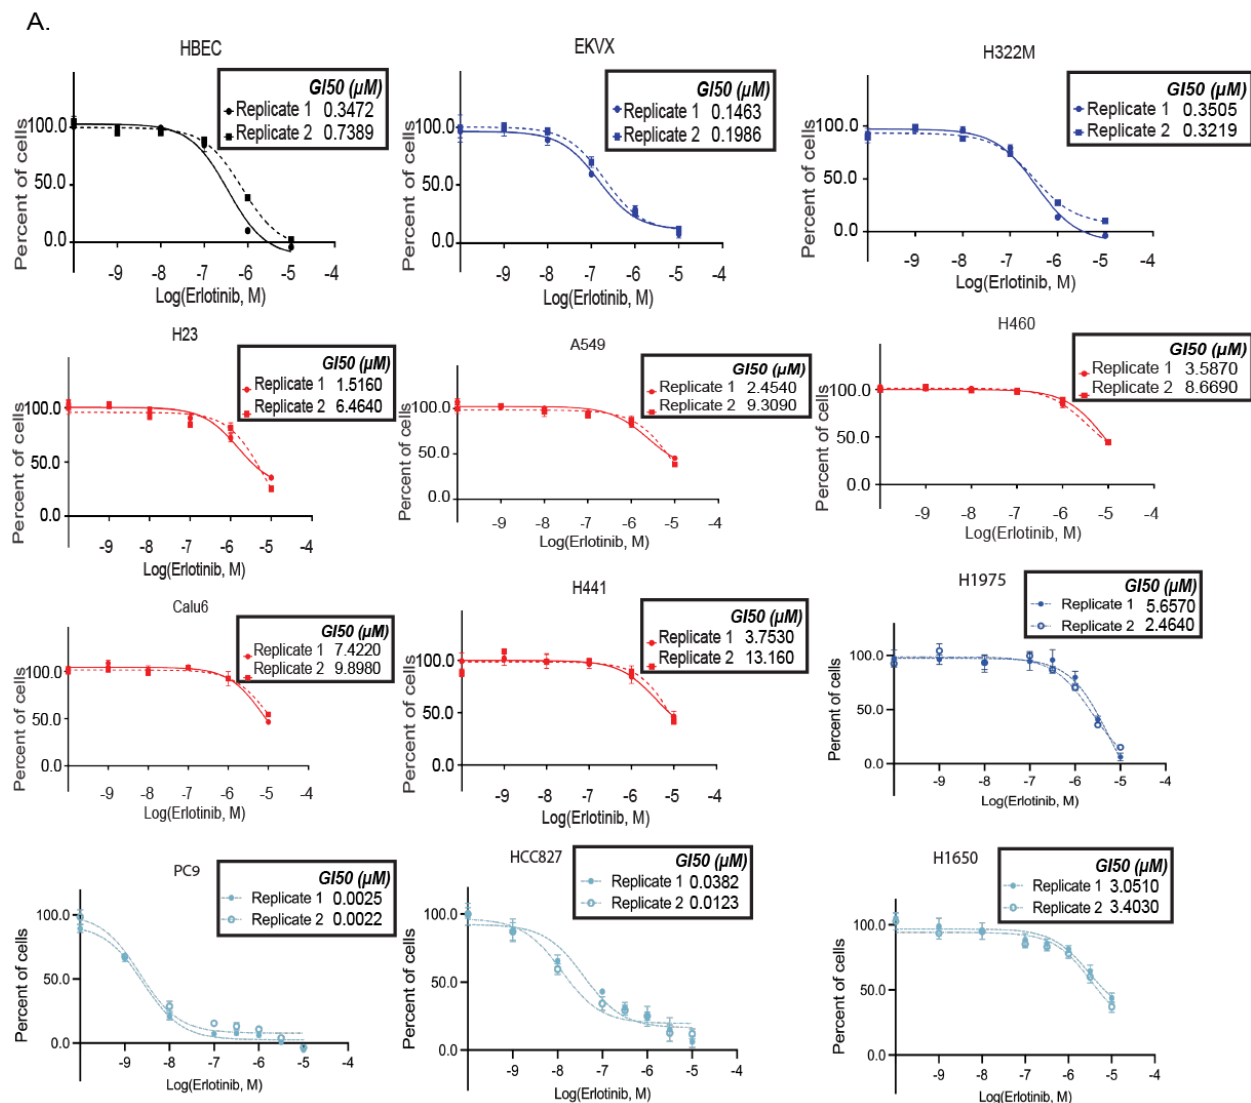 A.
HBEC
GI50 (µM)
Replicate 1 0.3472
Replicate 2 0.7389
Percent of cells
100.0
50.0
0.0
-9 -8 -7 -6 -5 -4
Log(Erlotinib, M)
EKVX
GI50 (µM)
Replicate 1 0.1463
Replicate 2 0.1986
Percent of cells
100.0
50.0
0.0
-9 -8 -7 -6 -5 -4
Log(Erlotinib, M)
H322M
GI50 (µM)
Replicate 1 0.3505
Replicate 2 0.3219
Percent of cells
100.0
50.0
0.0
-9 -8 -7 -6 -5 -4
Log(Erlotinib, M)
H23
GI50 (µM)
Replicate 1 1.5160
Replicate 2 6.4640
Percent of cells
100.0
50.0
0.0
-9 -8 -7 -6 -5 -4
Log(Erlotinib, M)
A549
GI50 (µM)
Replicate 1 2.4540
Replicate 2 9.3090
Percent of cells
100.0
50.0
0.0
-9 -8 -7 -6 -5 -4
Log(Erlotinib, M)
H460
GI50 (µM)
Replicate 1 3.5870
Replicate 2 8.6690
Percent of cells
100.0
50.0
0.0
-9 -8 -7 -6 -5 -4
Log(Erlotinib, M)
Calu6
GI50 (µM)
Replicate 1 7.4220
Replicate 2 9.8980
Percent of cells
100.0
50.0
0.0
-9 -8 -7 -6 -5 -4
Log(Erlotinib, M)
H441
GI50 (µM)
Replicate 1 3.7530
Replicate 2 13.160
Percent of cells
100.0
50.0
0.0
-9 -8 -7 -6 -5 -4
Log(Erlotinib, M)
H1975
GI50 (µM)
Replicate 1 5.6570
Replicate 2 2.4640
Percent of cells
100.0
50.0
0.0
-9 -8 -7 -6 -5 -4
Log(Erlotinib, M)
PC9
GI50 (µM)
Replicate 1 0.0025
Replicate 2 0.0022
Percent of cells
100.0
50.0
0.0
-9 -8 -7 -6 -5 -4
Log(Erlotinib, M)
HCC827
GI50 (µM)
Replicate 1 0.0382
Replicate 2 0.0123
Percent of cells
100.0
50.0
0.0
-9 -8 -7 -6 -5 -4
Log(Erlotinib, M)
H1650
GI50 (µM)
Replicate 1 3.0510
Replicate 2 3.4030
Percent of cells
100.0
50.0
0.0
-9 -8 -7 -6 -5 -4
Log(Erlotinib, M)